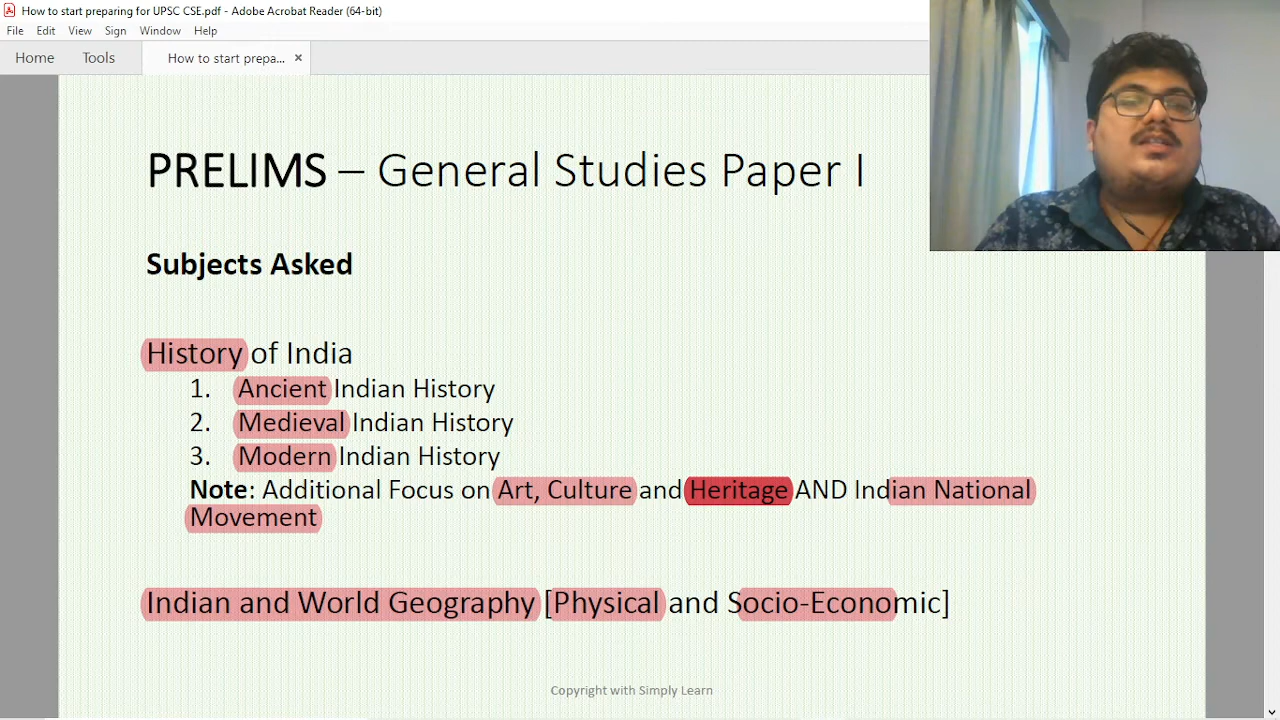 How to start preparing for UPSC CSE.pdf - Adobe Acrobat Reader (64-bit)
File Edit View Sign Window Help
Home Tools How to start prepa... ×
PRELIMS – General Studies Paper I
Subjects Asked
History of India
1. Ancient Indian History
2. Medieval Indian History
3. Modern Indian History
Note: Additional Focus on Art, Culture and Heritage AND Indian National
Movement
Indian and World Geography [Physical and Socio-Economic]
Copyright with Simply Learn